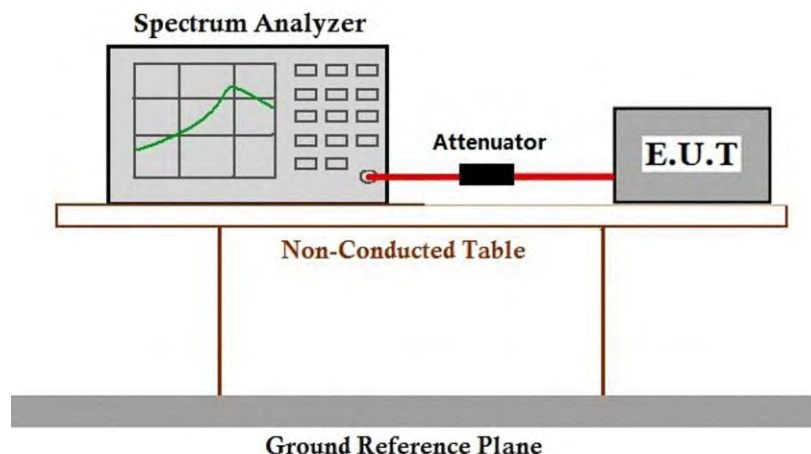 Spectrum Analyzer
Attenuator
E.U.T
Non-Conducted Table
Ground Reference Plane